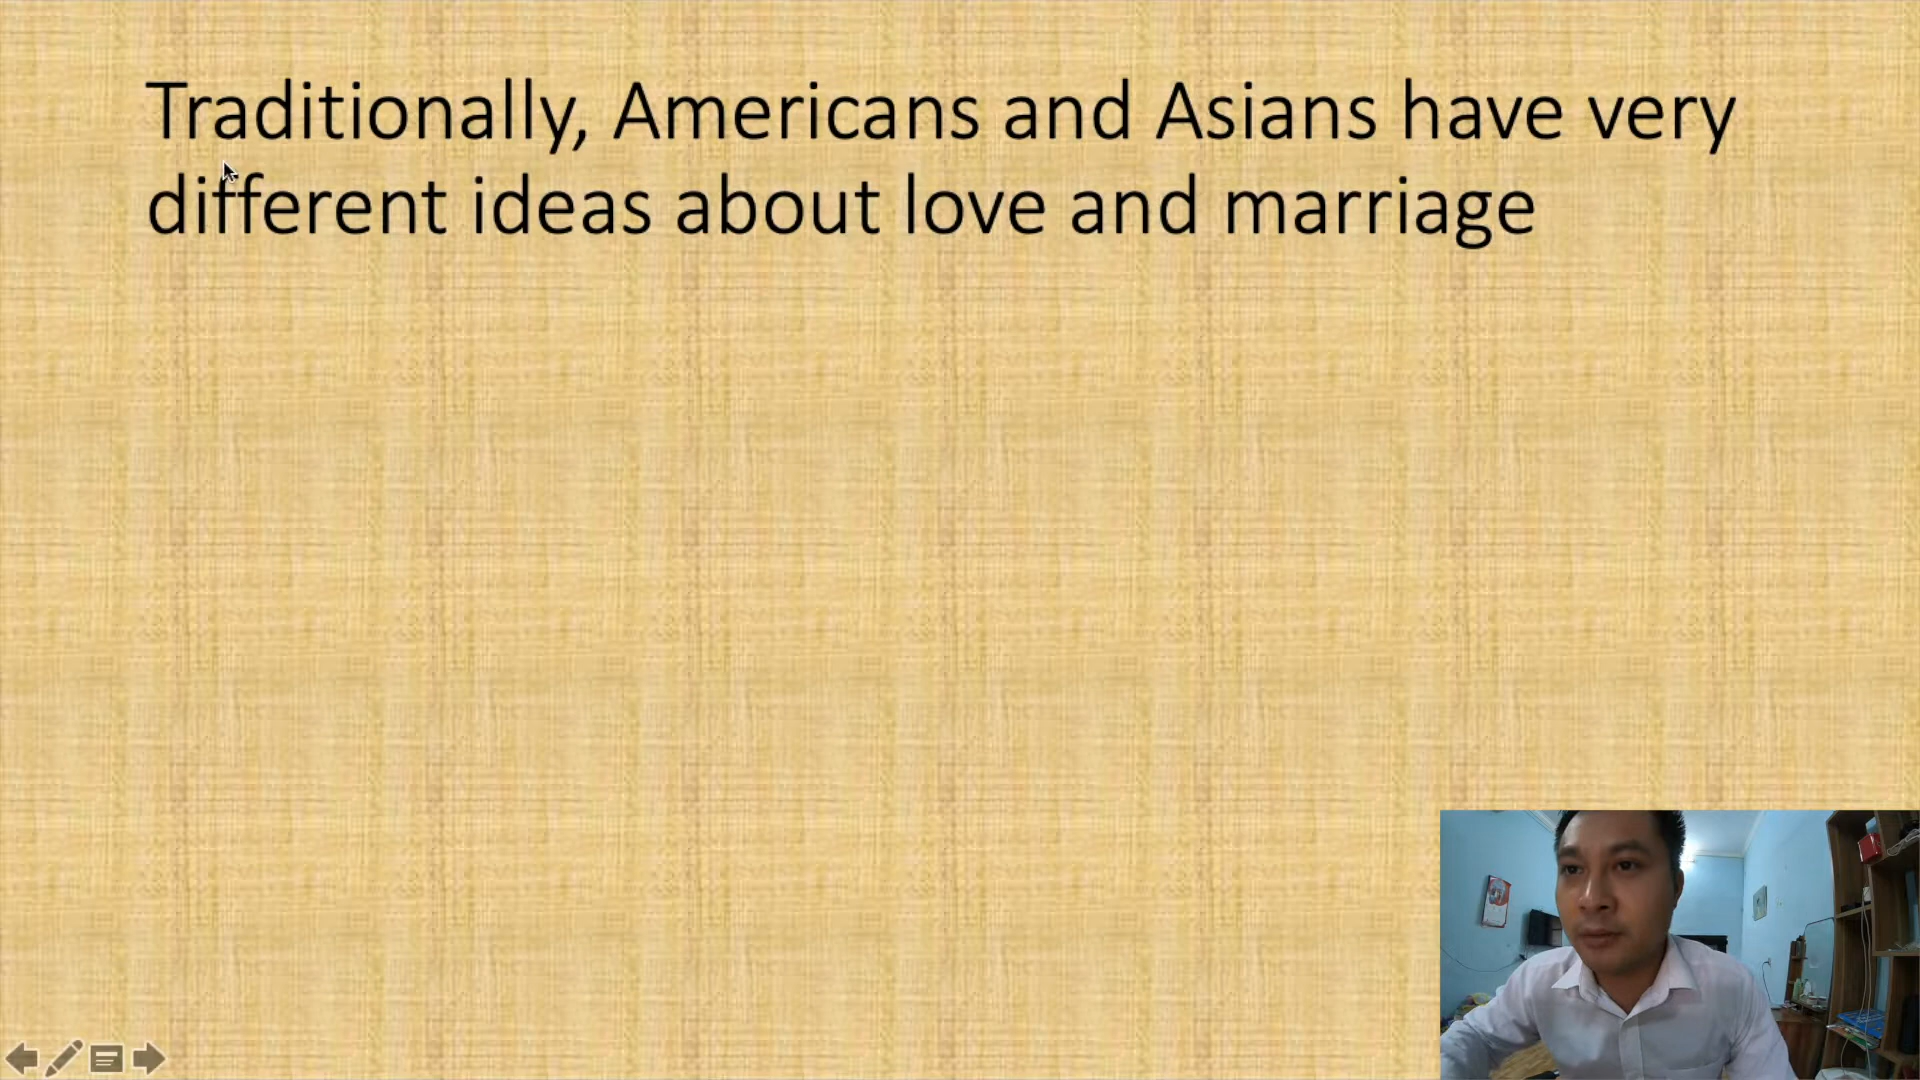 Traditionally, Americans and Asians have very
different ideas about love and marriage